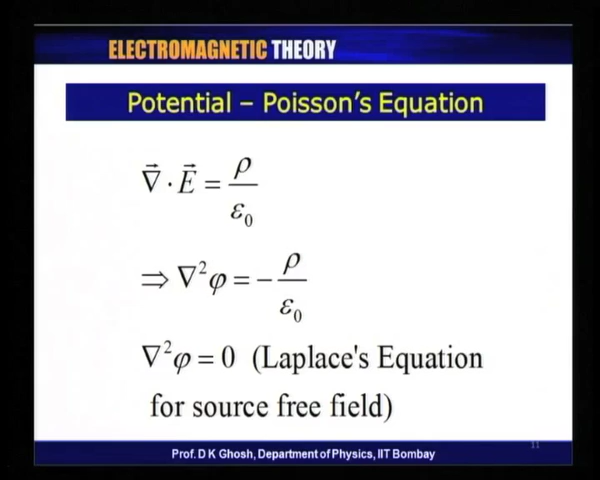 ELECTROMAGNETIC THEORY
Potential – Poisson's Equation
∇⃗ · E⃗ = ρ/ε₀
⇒ ∇²φ = −ρ/ε₀
∇²φ = 0 (Laplace's Equation
for source free field)
11
Prof. D K Ghosh, Department of Physics, IIT Bombay